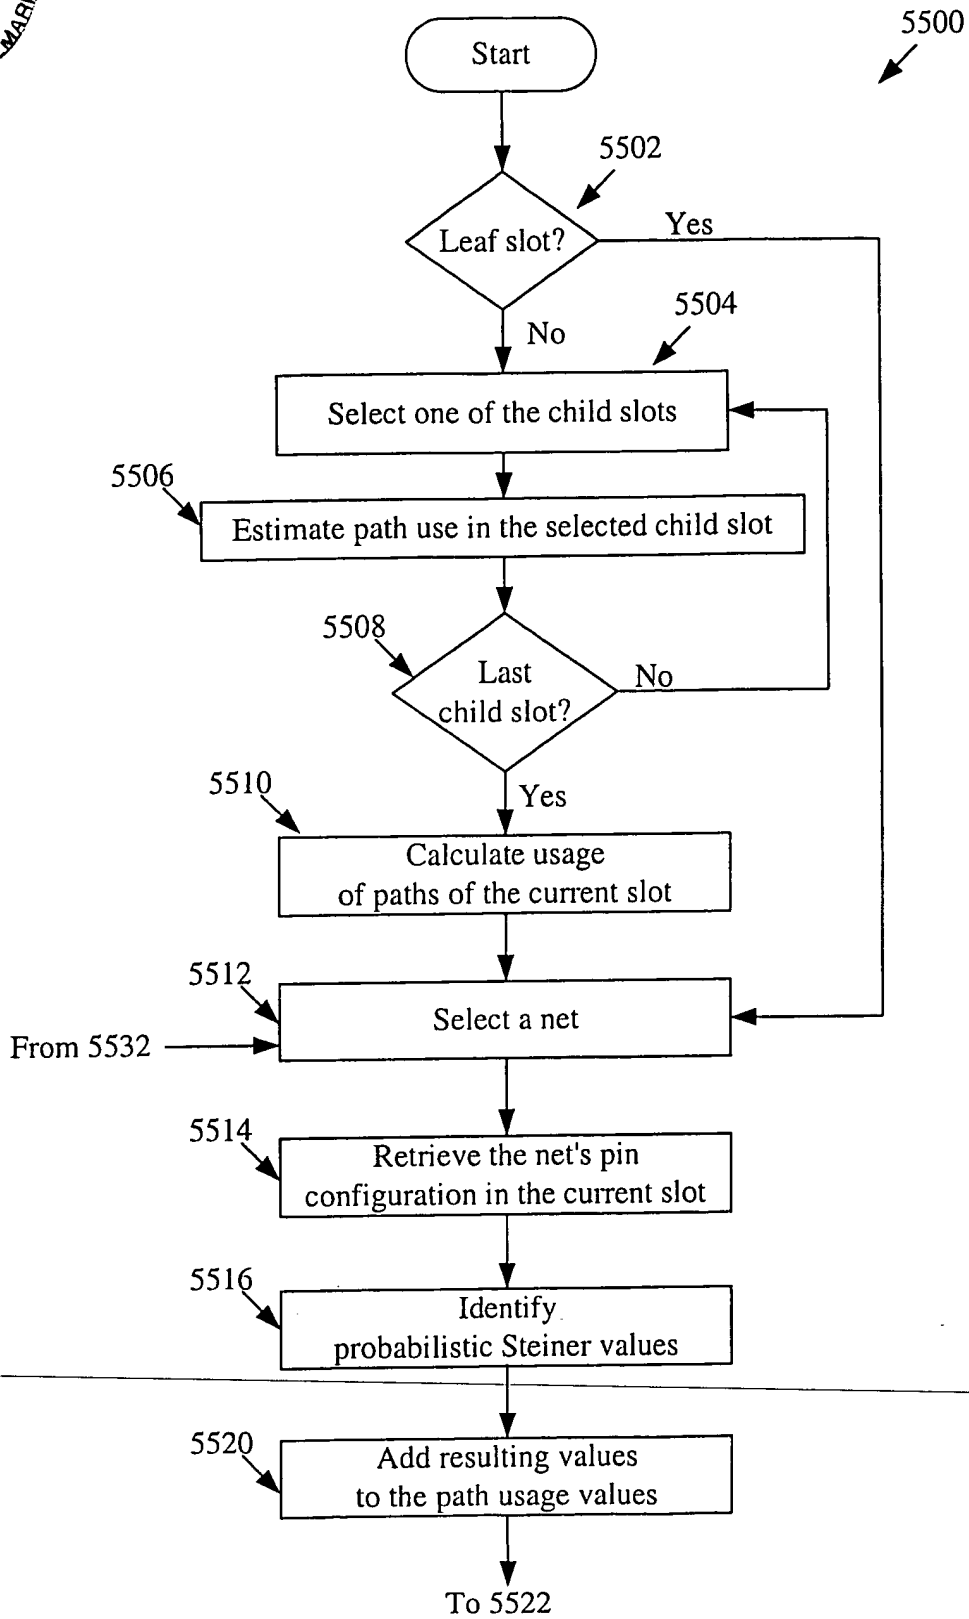 5500
Start
5502
Leaf slot?
Yes
No
5504
Select one of the child slots
5506
Estimate path use in the selected child slot
5508
Last
child slot?
No
Yes
5510
Calculate usage
of paths of the current slot
5512
Select a net
From 5532
5514
Retrieve the net's pin
configuration in the current slot
5516
Identify
probabilistic Steiner values
5520
Add resulting values
to the path usage values
To 5522